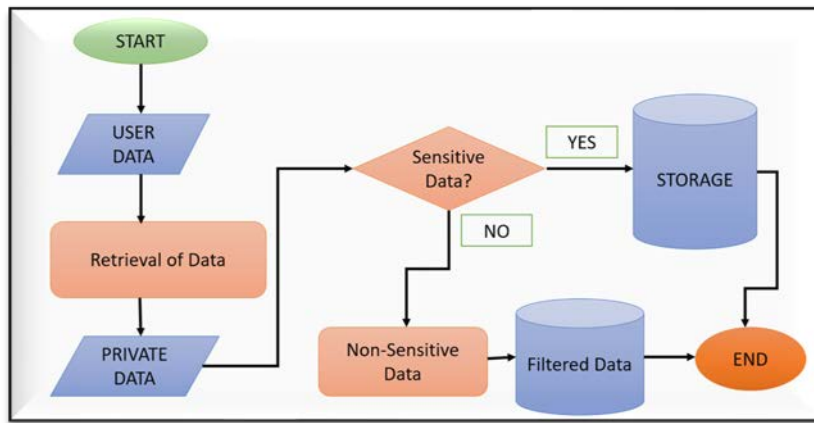 START
USER
DATA
Retrieval of Data
PRIVATE
DATA
Sensitive
Data?
YES
STORAGE
NO
Non-Sensitive
Data
Filtered Data
END